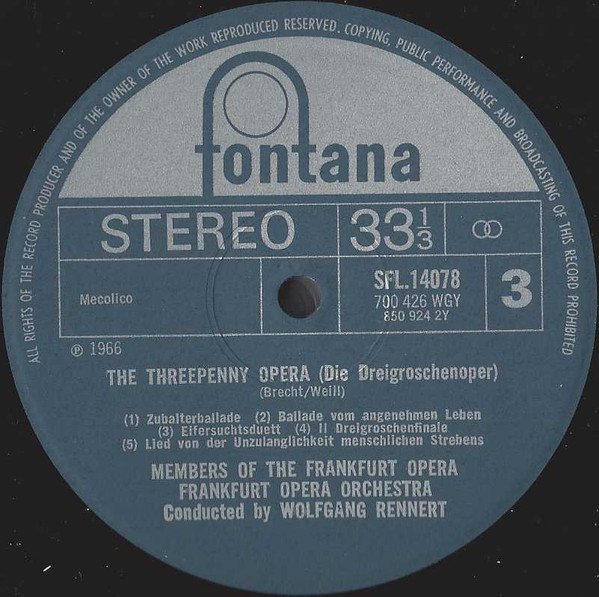 ALL RIGHTS OF THE RECORD PRODUCER AND OF THE OWNER OF THE WORK REPRODUCED RESERVED. COPYING, PUBLIC PERFORMANCE AND BROADCASTING OF THIS RECORD PROHIBITED
fontana
STEREO 33⅓
Mecolico
SFL.14078
700 426 WGY
850 924 2Y
3
℗ 1966
THE THREEPENNY OPERA (Die Dreigroschenoper)
(Brecht/Weill)
(1) Zubalterballade (2) Ballade vom angenehmen Leben
(3) Eifersuchtsduett (4) II Dreigroschenfinale
(5) Lied von der Unzulanglichkeit menschlichen Strebens
MEMBERS OF THE FRANKFURT OPERA
FRANKFURT OPERA ORCHESTRA
Conducted by WOLFGANG RENNERT